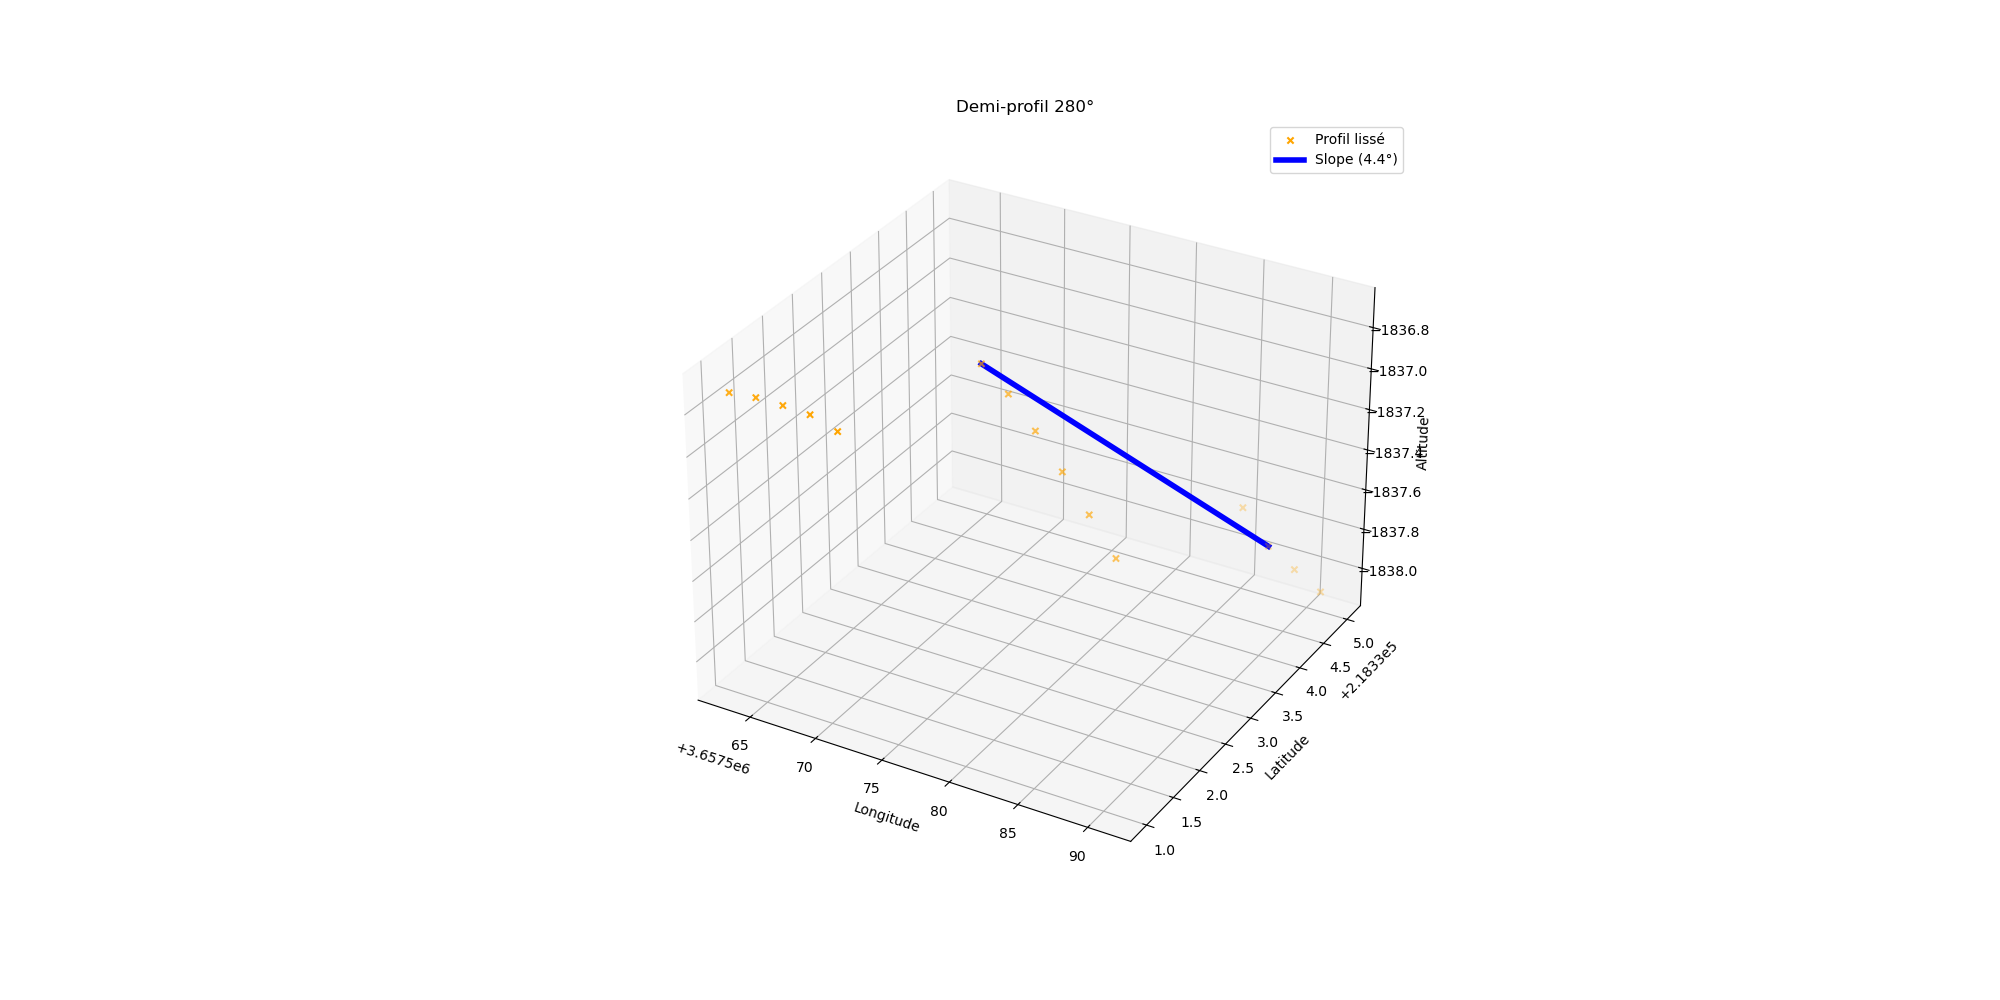 Demi-profil 280°
Profil lissé
Slope (4.4°)
−1836.8
−1837.0
−1837.2
−1837.4
−1837.6
−1837.8
−1838.0
Altitude
5.0
4.5
4.0
3.5
3.0
2.5
2.0
1.5
1.0
+2.1833e5
Latitude
65
70
75
80
85
90
+3.6575e6
Longitude